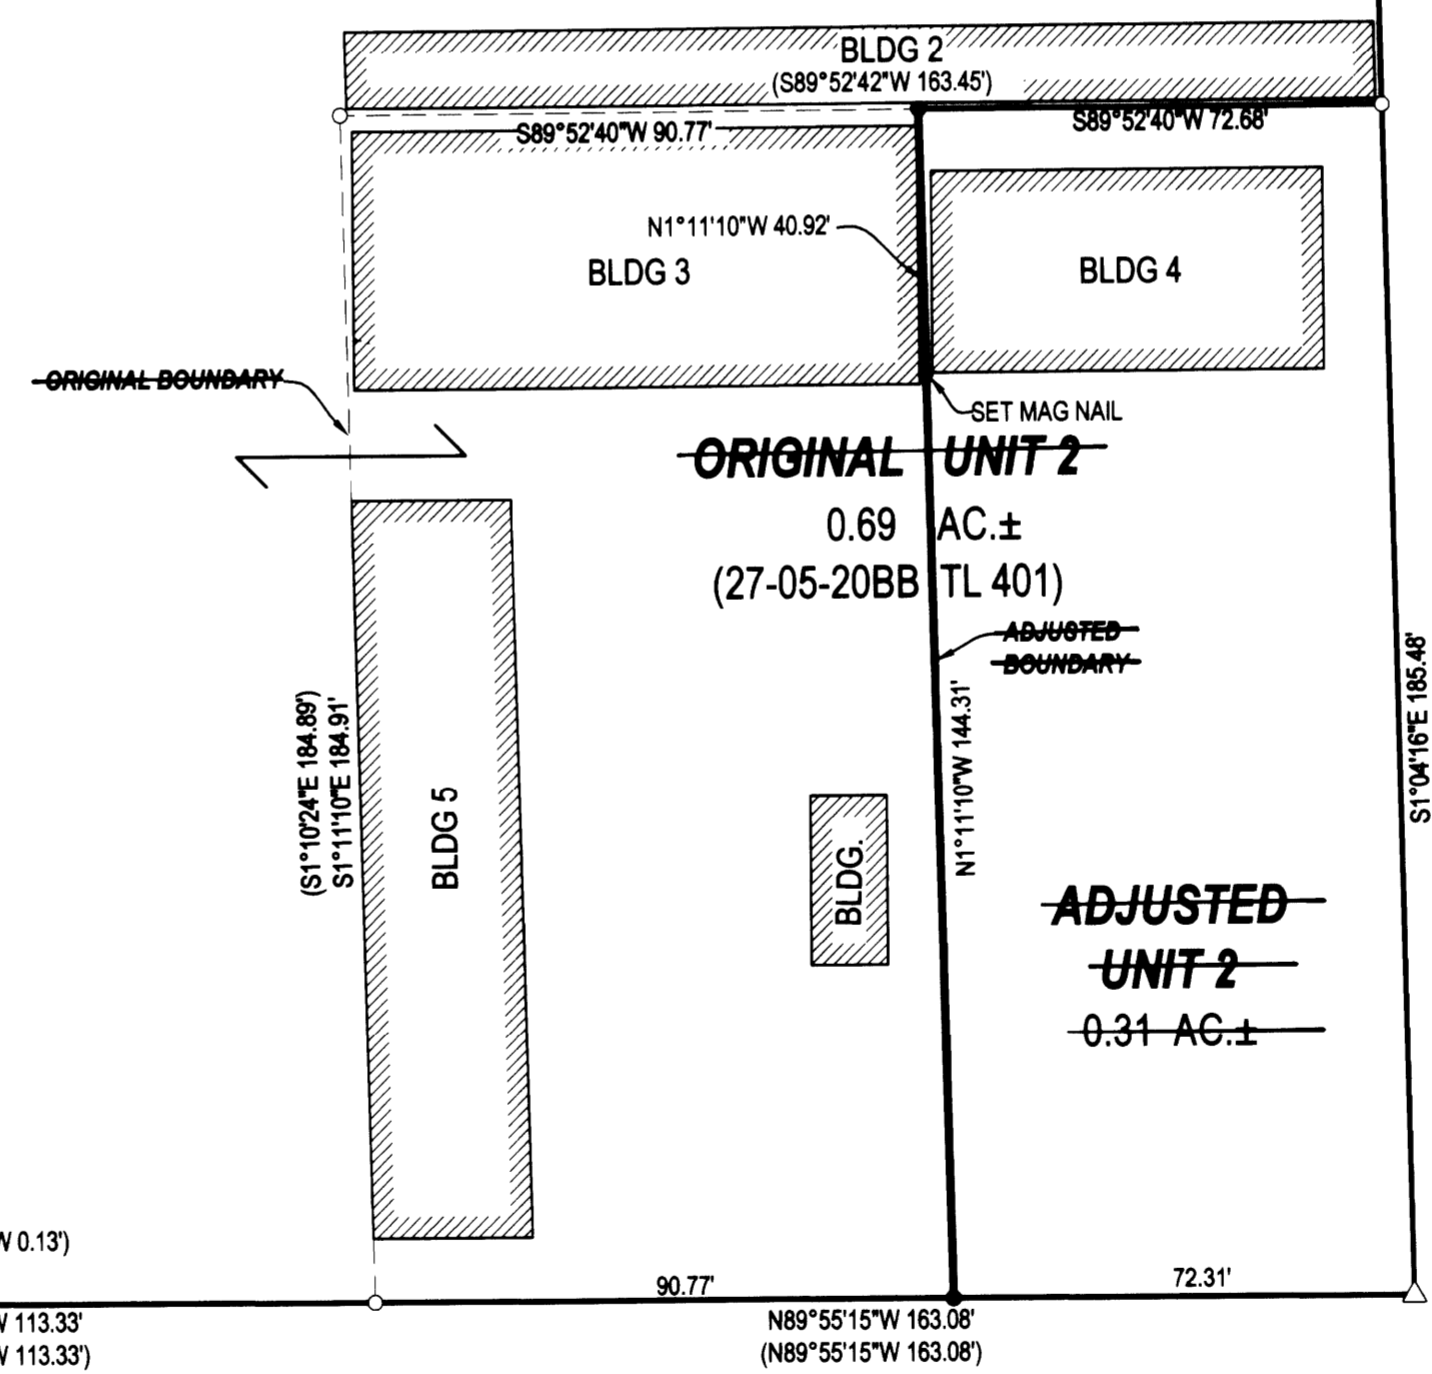 BLDG 2
(S89°52'42"W 163.45')
S89°52'40"W 90.77'
S89°52'40"W 72.68'
N1°11'10"W 40.92'
BLDG 3
BLDG 4
ORIGINAL BOUNDARY
SET MAG NAIL
ORIGINAL UNIT 2
0.69 AC.±
(27-05-20BB TL 401)
ADJUSTED
BOUNDARY
(S1°10'24"E 184.89')
S1°11'10"E 184.91'
BLDG 5
BLDG.
N1°11'10"W 144.31'
S1°04'16"E 185.48'
ADJUSTED
UNIT 2
0.31 AC.±
W 0.13')
90.77'
72.31'
W 113.33'
W 113.33')
N89°55'15"W 163.08'
(N89°55'15"W 163.08')